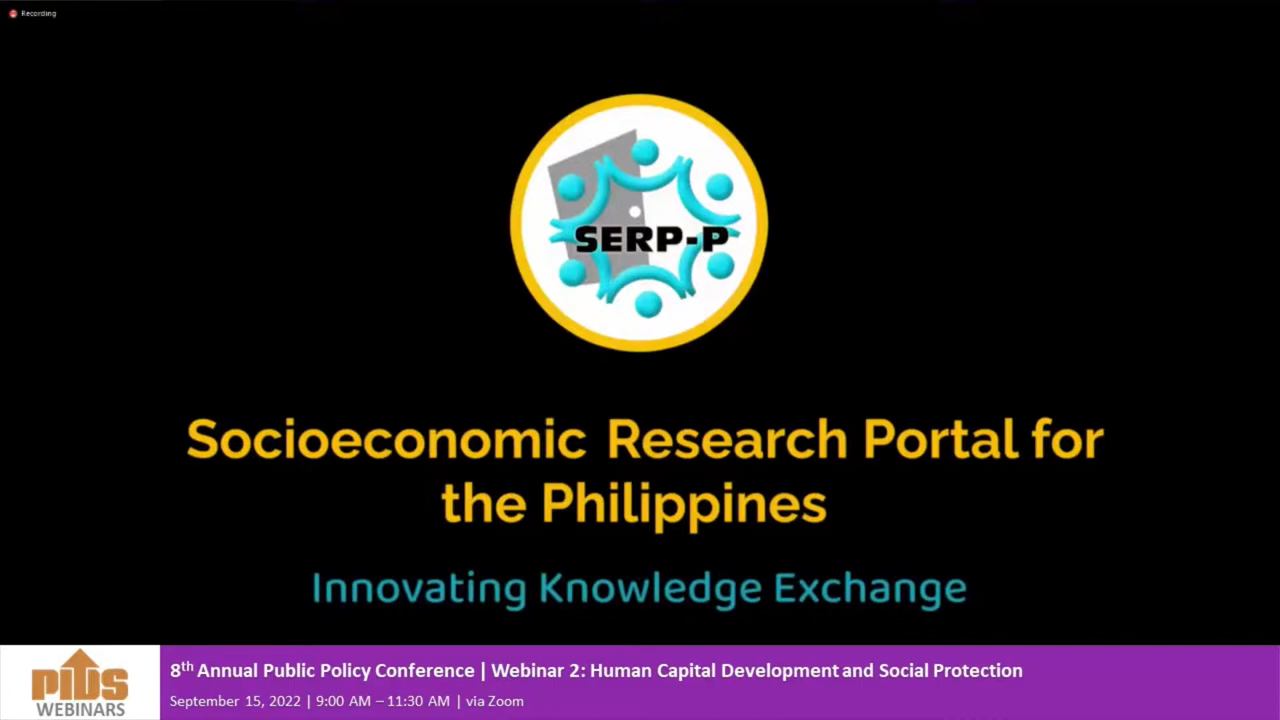 Recording
SERP-P
Socioeconomic Research Portal for
the Philippines
Innovating Knowledge Exchange
PIDS
WEBINARS
8th Annual Public Policy Conference | Webinar 2: Human Capital Development and Social Protection
September 15, 2022 | 9:00 AM – 11:30 AM | via Zoom